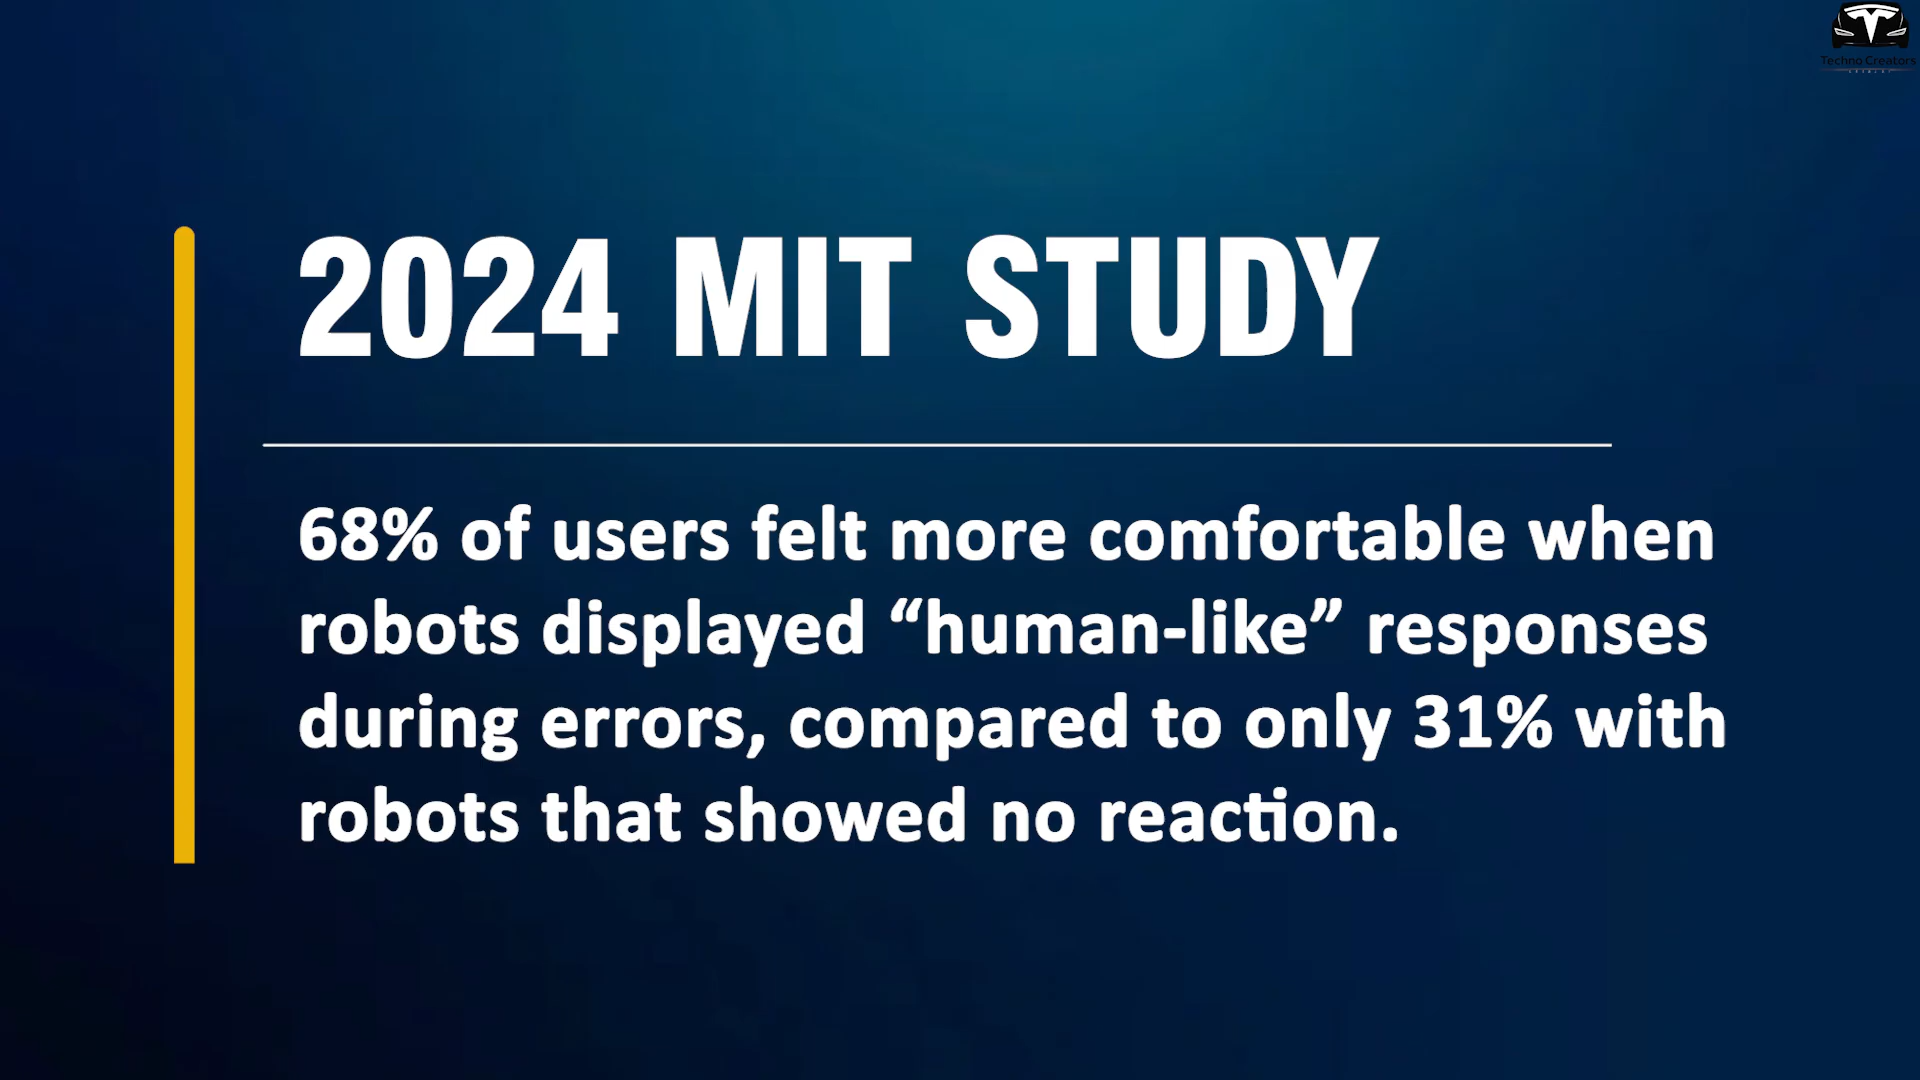 Techno Creators
2024 MIT STUDY
68% of users felt more comfortable when
robots displayed “human-like” responses
during errors, compared to only 31% with
robots that showed no reaction.